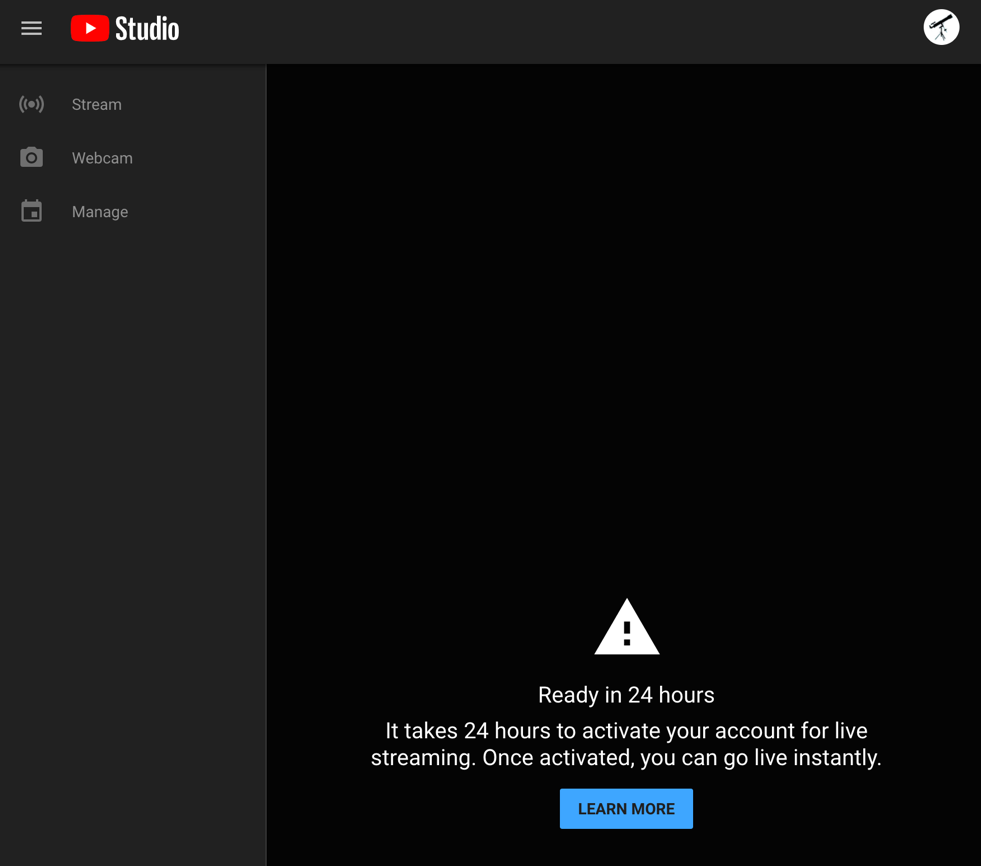 Studio
Stream
Webcam
Manage
Ready in 24 hours
It takes 24 hours to activate your account for live
streaming. Once activated, you can go live instantly.
LEARN MORE